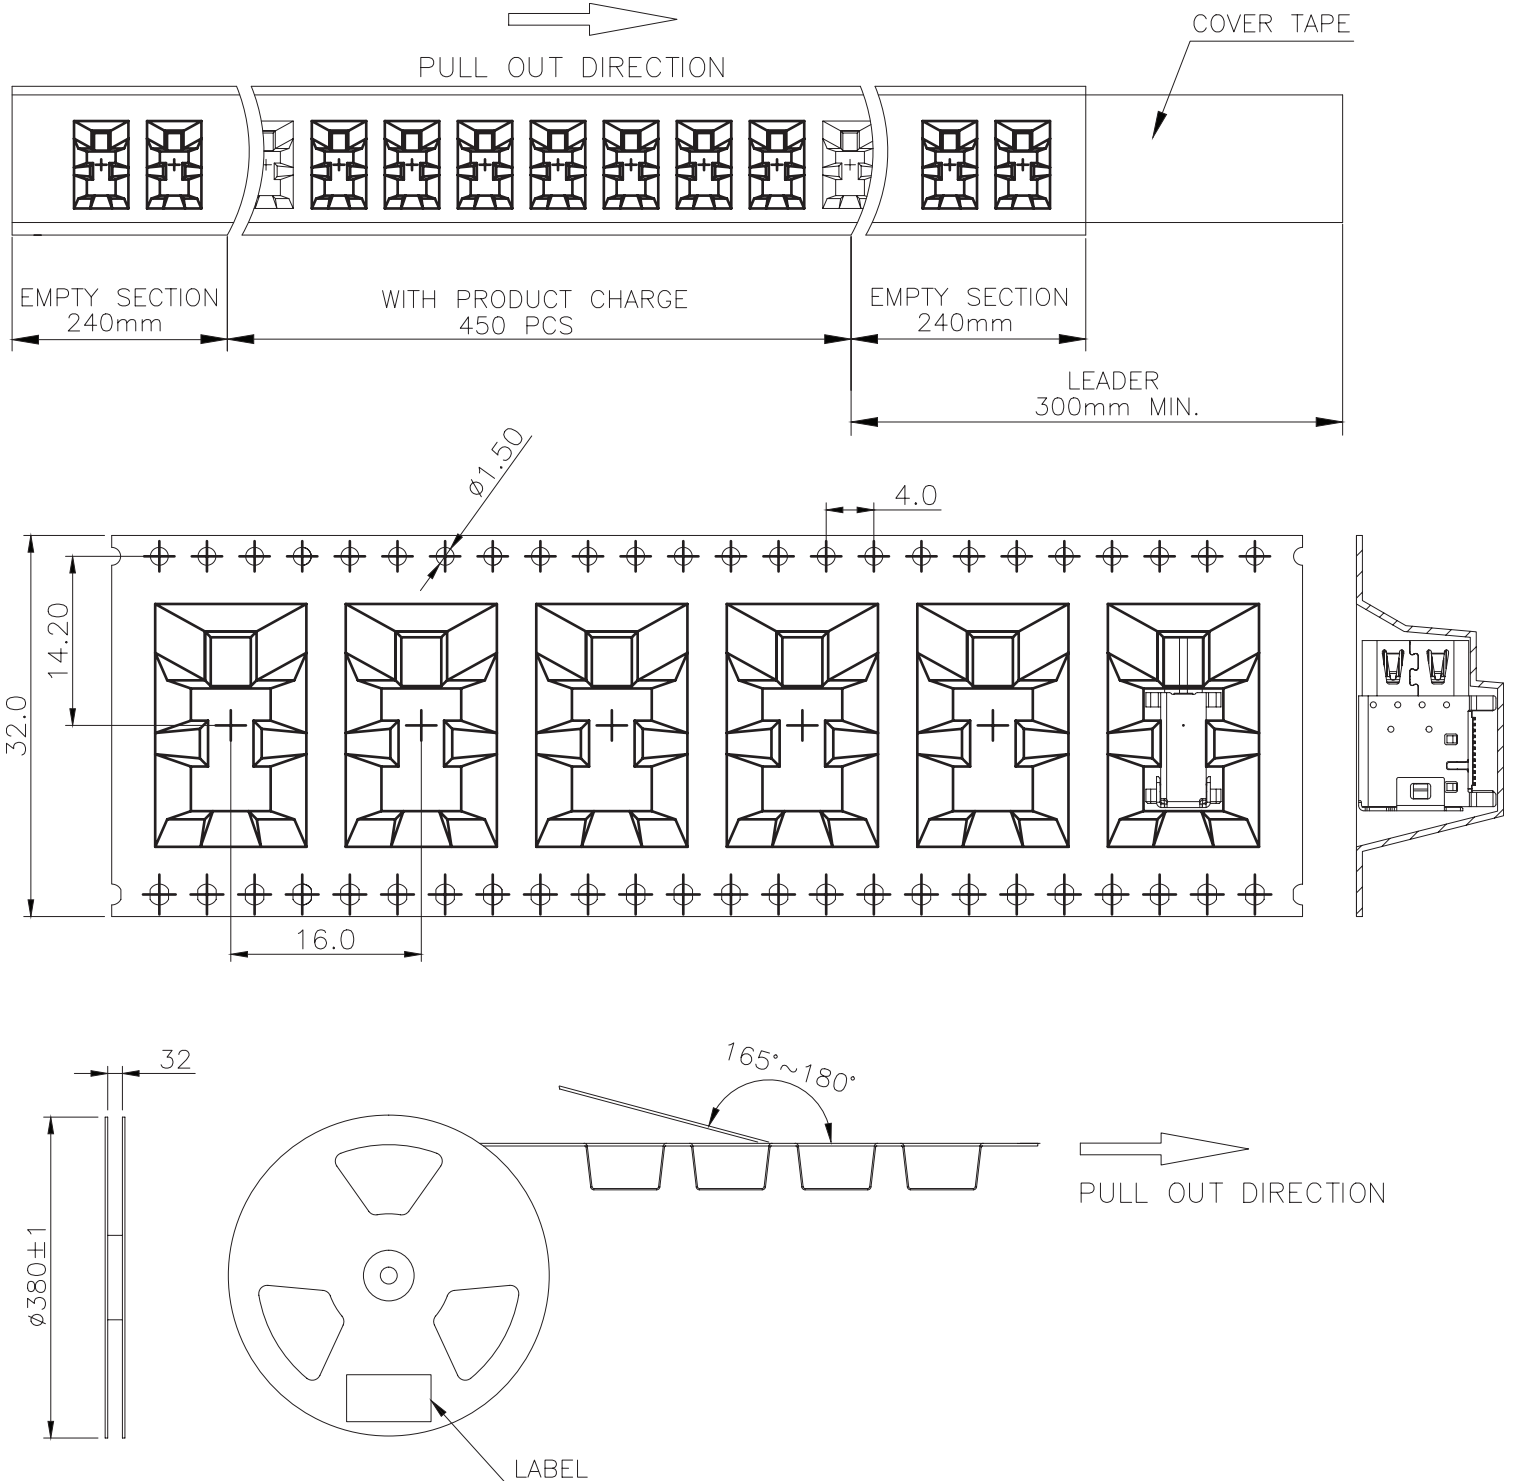 COVER TAPE
PULL OUT DIRECTION
EMPTY SECTION
240mm
WITH PRODUCT CHARGE
450 PCS
EMPTY SECTION
240mm
LEADER
300mm MIN.
ø1.50
4.0
14.20
32.0
16.0
32
165°~180°
PULL OUT DIRECTION
ø380±1
LABEL